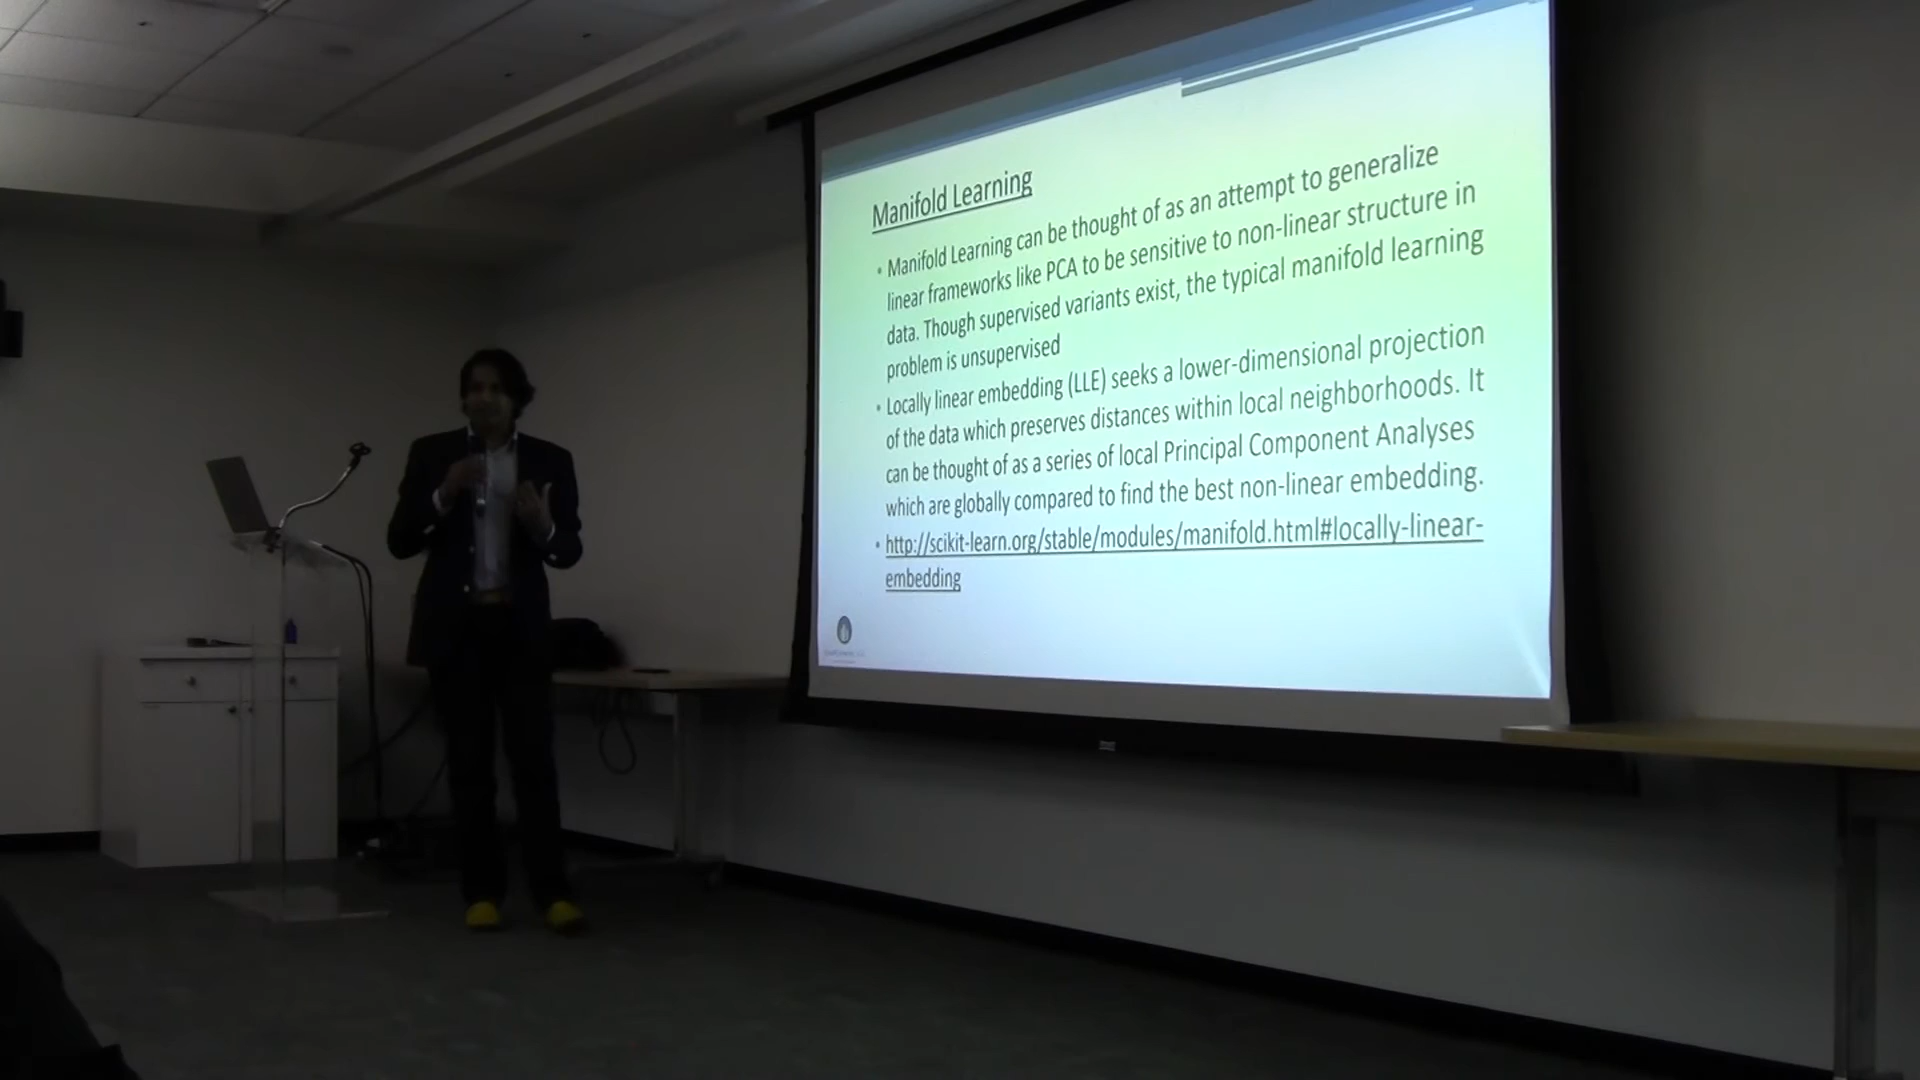 Manifold Learning
• Manifold Learning can be thought of as an attempt to generalize
linear frameworks like PCA to be sensitive to non-linear structure in
data. Though supervised variants exist, the typical manifold learning
problem is unsupervised
• Locally linear embedding (LLE) seeks a lower-dimensional projection
of the data which preserves distances within local neighborhoods. It
can be thought of as a series of local Principal Component Analyses
which are globally compared to find the best non-linear embedding.
• http://scikit-learn.org/stable/modules/manifold.html#locally-linear-
embedding